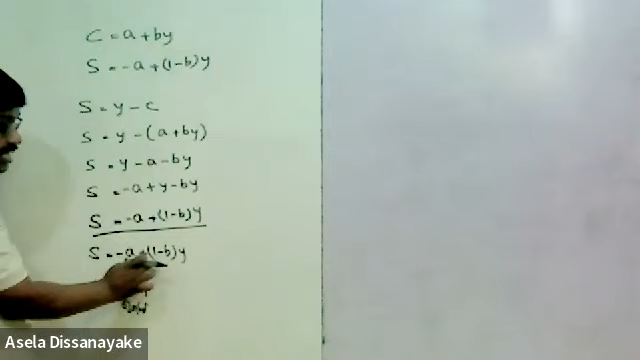 C = a + by
S = -a + (1-b)y
S = y - c
S = y - (a + by)
S = y - a - by
S = -a + y - by
S = -a + (1-b)y
S = -a + (1-b)y
Asela Dissanayake